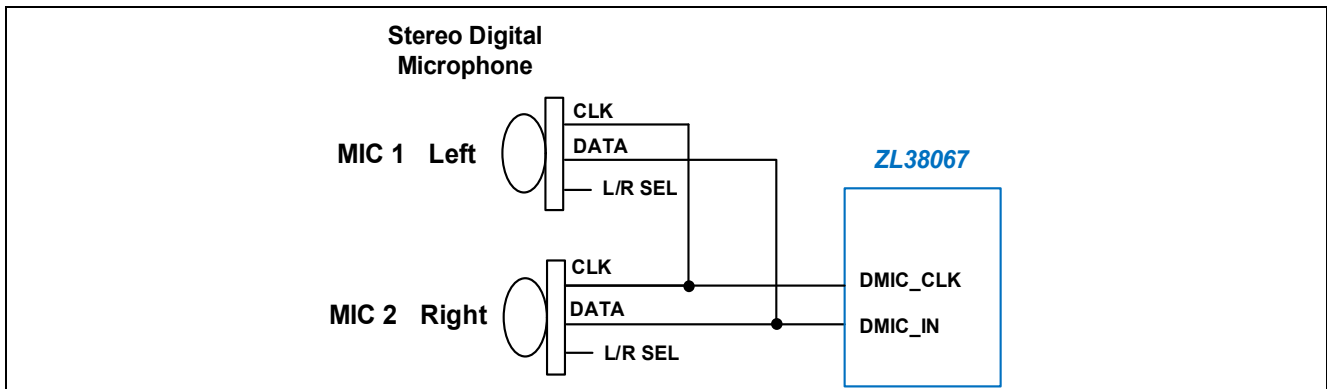 Stereo Digital
Microphone
CLK
DATA
MIC 1 Left
L/R SEL
ZL38067
CLK
DMIC_CLK
DATA
MIC 2 Right
DMIC_IN
L/R SEL